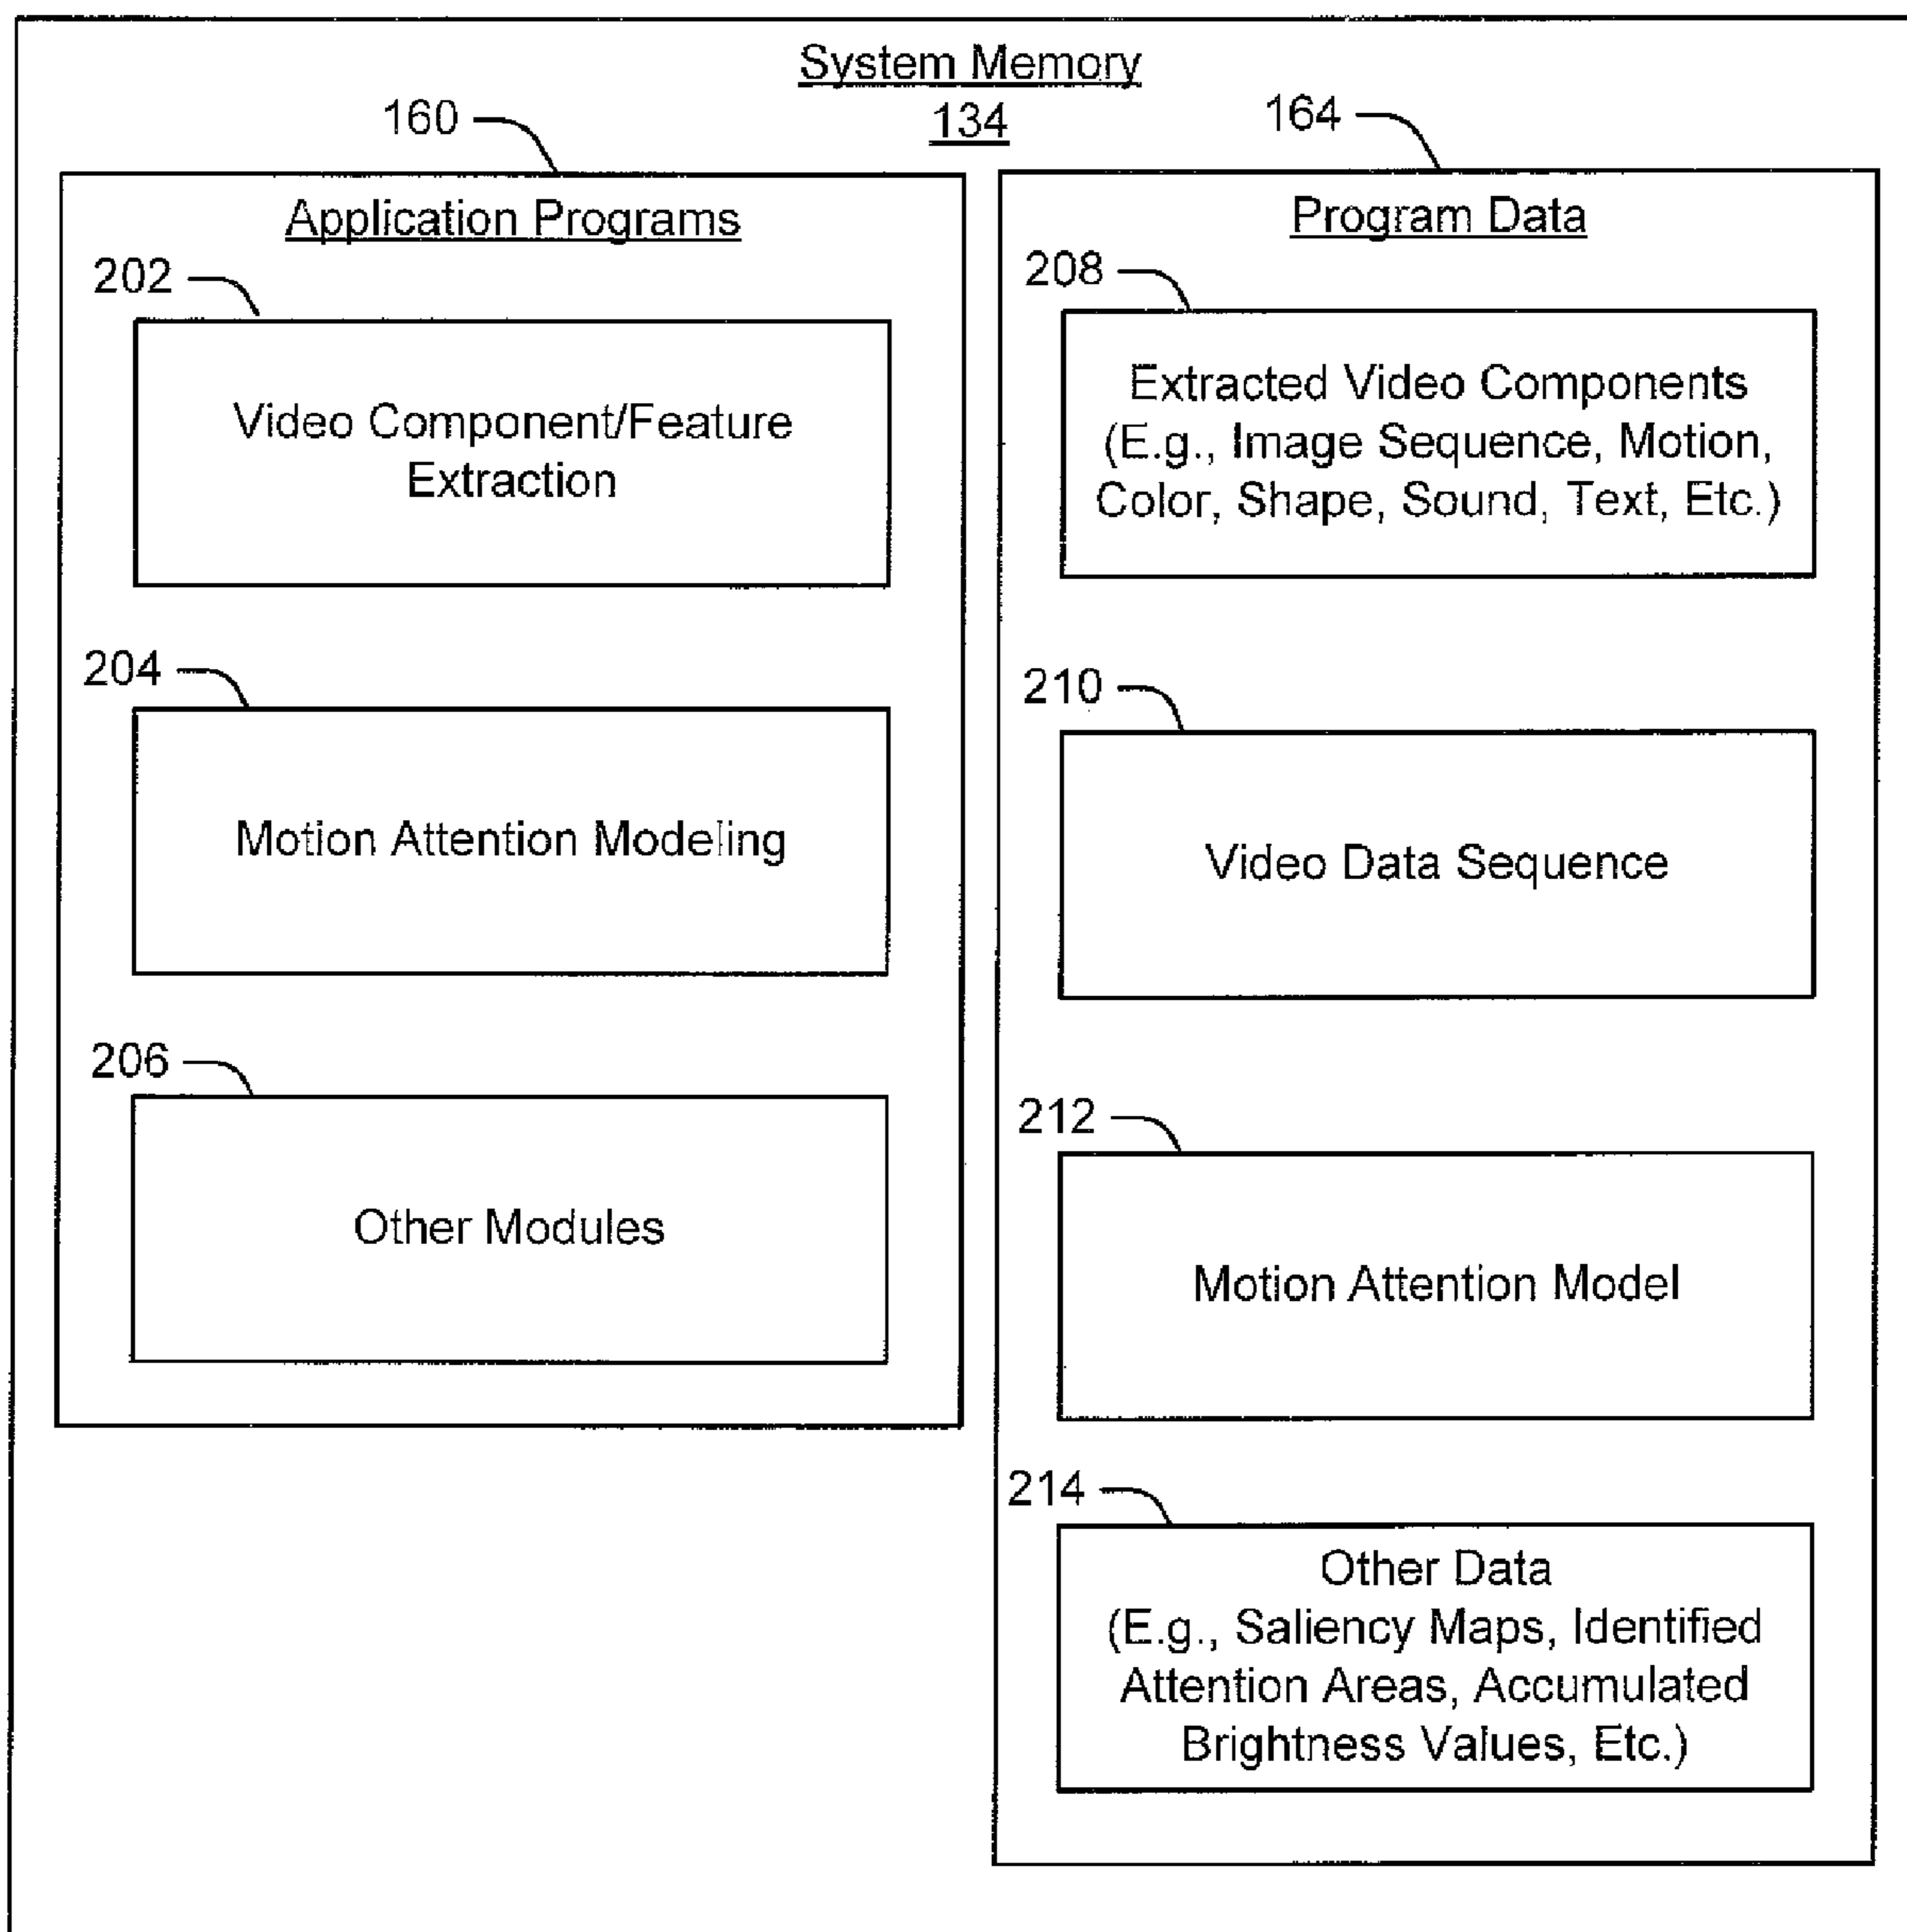 System Memory
134
160
Application Programs
202
Video Component/Feature
Extraction
204
Motion Attention Modeling
206
Other Modules
164
Program Data
208
Extracted Video Components
(E.g., Image Sequence, Motion,
Color, Shape, Sound, Text, Etc.)
210
Video Data Sequence
212
Motion Attention Model
214
Other Data
(E.g., Saliency Maps, Identified
Attention Areas, Accumulated
Brightness Values, Etc.)